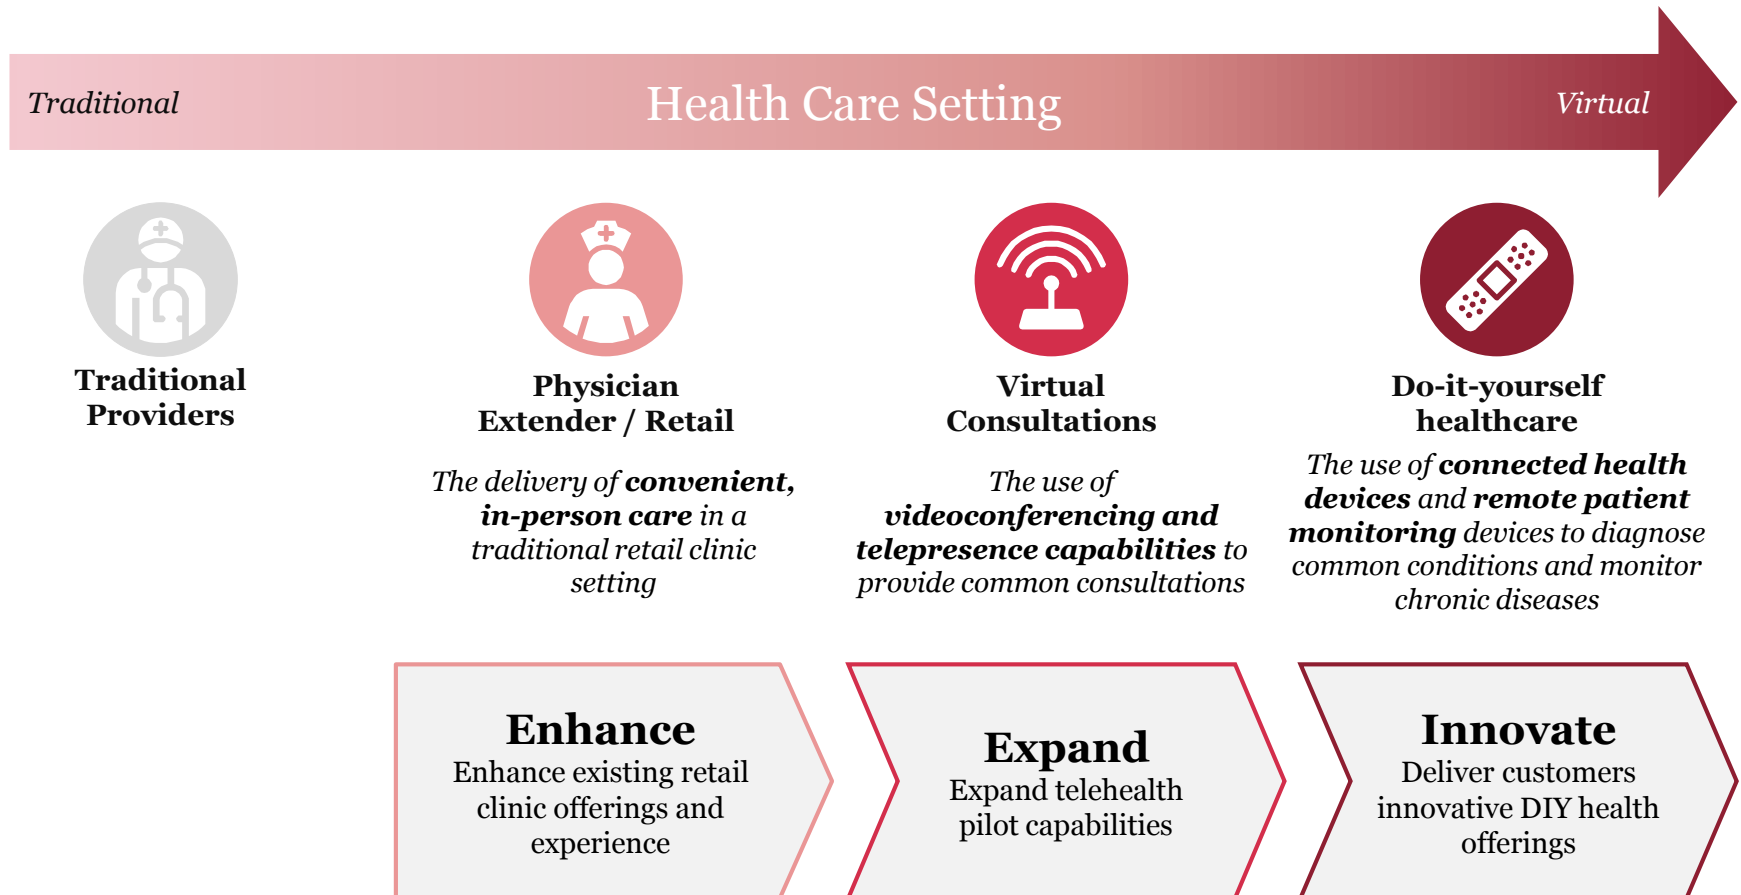 Traditional
Health Care Setting
Virtual
Traditional
Providers
Physician
Extender / Retail
The delivery of convenient,
in-person care in a
traditional retail clinic
setting
Virtual
Consultations
The use of
videoconferencing and
telepresence capabilities to
provide common consultations
Do-it-yourself
healthcare
The use of connected health
devices and remote patient
monitoring devices to diagnose
common conditions and monitor
chronic diseases
Enhance
Enhance existing retail
clinic offerings and
experience
Expand
Expand telehealth
pilot capabilities
Innovate
Deliver customers
innovative DIY health
offerings